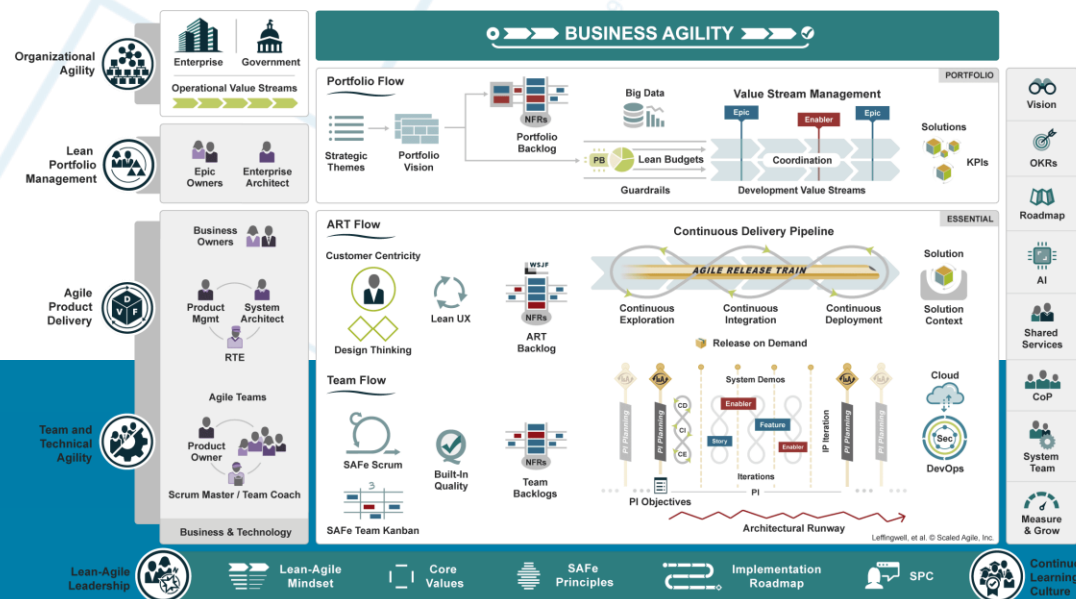 Organizational
Agility
Enterprise
Government
Operational Value Streams
BUSINESS AGILITY
Lean
Portfolio
Management
Epic
Owners
Enterprise
Architect
Portfolio Flow
PORTFOLIO
Strategic
Themes
Portfolio
Vision
NFRs
Portfolio
Backlog
Big Data
PB
Lean Budgets
Guardrails
Value Stream Management
Epic
Enabler
Epic
Coordination
Development Value Streams
Solutions
KPIs
Agile
Product
Delivery
D
V
F
Business
Owners
Product
Mgmt
System
Architect
RTE
Team and
Technical
Agility
Agile Teams
Product
Owner
Scrum Master / Team Coach
Business & Technology
ART Flow
ESSENTIAL
Customer Centricity
Design Thinking
Lean UX
WSJF
NFRs
ART
Backlog
Continuous Delivery Pipeline
AGILE RELEASE TRAIN
Continuous
Exploration
Continuous
Integration
Continuous
Deployment
Solution
Solution
Context
Release on Demand
Team Flow
SAFe Scrum
3
SAFe Team Kanban
Built-In
Quality
NFRs
Team
Backlogs
I&A
I&A
I&A
I&A
PI Planning
PI Planning
CD
CI
CE
System Demos
Enabler
Feature
Story
Enabler
Iterations
IP Iteration
PI Planning
PI Planning
PI
PI Objectives
Architectural Runway
Cloud
Sec
DevOps
Leffingwell, et al. © Scaled Agile, Inc.
Vision
OKRs
Roadmap
AI
Shared
Services
CoP
System
Team
Measure
& Grow
Lean-Agile
Leadership
Lean-Agile
Mindset
Core
Values
SAFe
Principles
Implementation
Roadmap
SPC
Learning
Culture